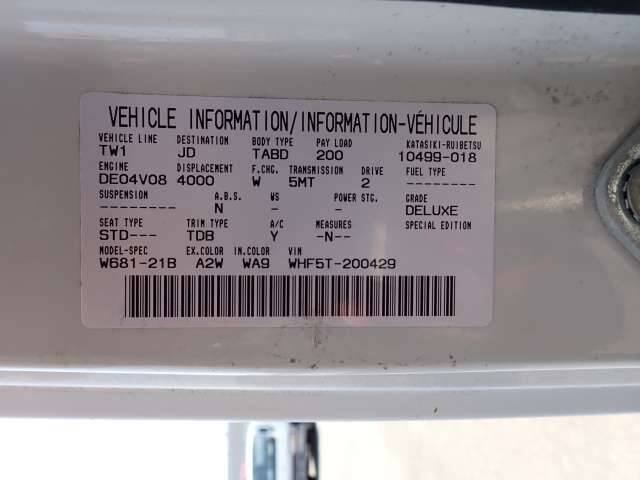 VEHICLE INFORMATION/INFORMATION-VÉHICULE
VEHICLE LINE DESTINATION BODY TYPE PAY LOAD KATASIKI-RUIBETSU
TW1 JD TABD 200 10499-018
ENGINE DISPLACEMENT F.CHG. TRANSMISSION DRIVE FUEL TYPE
DE04V08 4000 W 5MT 2 ----------
SUSPENSION A.B.S. WS POWER STG. GRADE
--------- N - - DELUXE
SEAT TYPE TRIM TYPE A/C MEASURES SPECIAL EDITION
STD--- TDB Y -N--
MODEL-SPEC EX.COLOR IN.COLOR VIN
W681-21B A2W WA9 WHF5T-200429